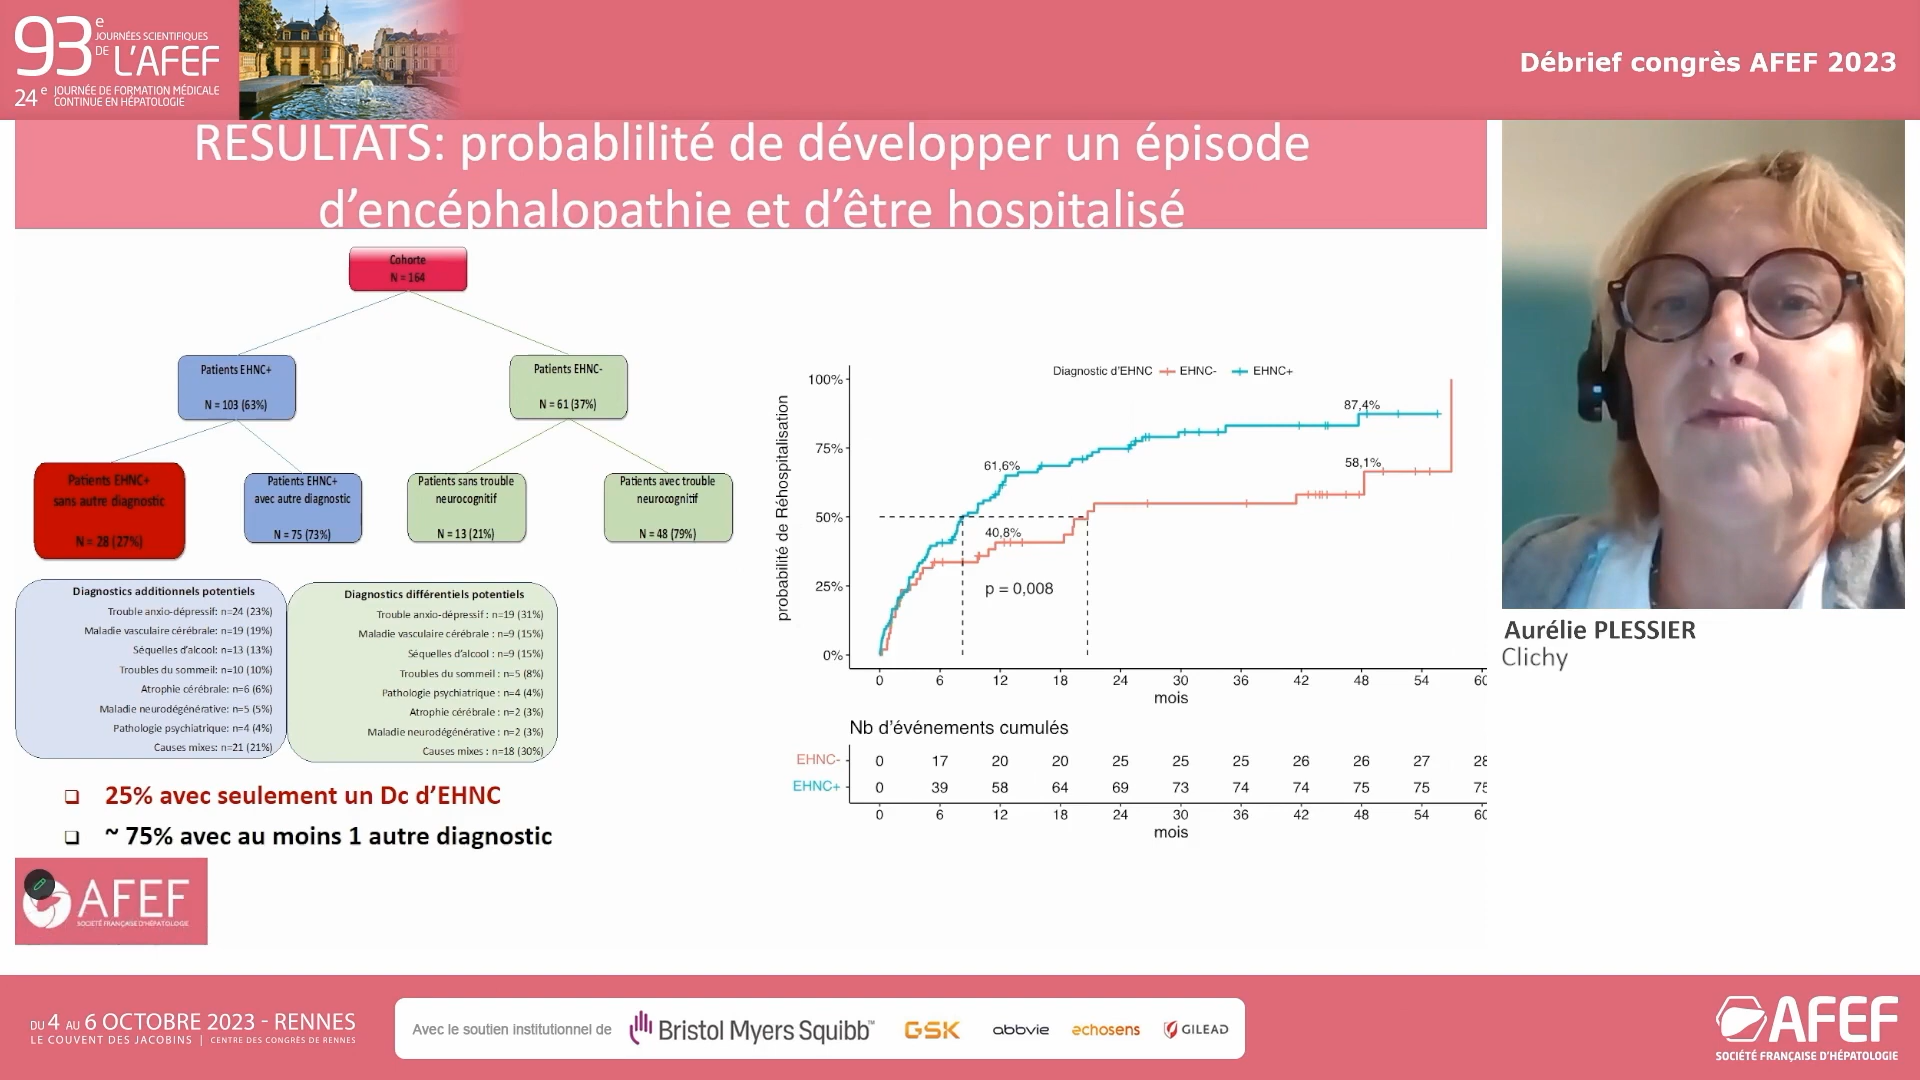 93e JOURNÉES SCIENTIFIQUES
DE L'AFEF
24e JOURNÉE DE FORMATION MÉDICALE
CONTINUE EN HÉPATOLOGIE
Débrief congrès AFEF 2023
RESULTATS: probablilité de développer un épisode
d'encéphalopathie et d'être hospitalisé
Cohorte
N = 164
Patients EHNC+
N = 103 (63%)
Patients EHNC-
N = 61 (37%)
Patients EHNC+
sans autre diagnostic
N = 28 (27%)
Patients EHNC+
avec autre diagnostic
N = 75 (73%)
Patients sans trouble
neurocognitif
N = 13 (21%)
Patients avec trouble
neurocognitif
N = 48 (79%)
Diagnostics additionnels potentiels
Trouble anxio-dépressif: n=24 (23%)
Maladie vasculaire cérébrale: n=19 (19%)
Séquelles d'alcool: n=13 (13%)
Troubles du sommeil: n=10 (10%)
Atrophie cérébrale: n=6 (6%)
Maladie neurodégénérative: n=5 (5%)
Pathologie psychiatrique: n=4 (4%)
Causes mixes: n=21 (21%)
Diagnostics différentiels potentiels
Trouble anxio-dépressif : n=19 (31%)
Maladie vasculaire cérébrale : n=9 (15%)
Séquelles d'alcool : n=9 (15%)
Troubles du sommeil : n=5 (8%)
Pathologie psychiatrique : n=4 (4%)
Atrophie cérébrale : n=2 (3%)
Maladie neurodégénérative : n=2 (3%)
Causes mixes : n=18 (30%)
❑ 25% avec seulement un Dc d'EHNC
❑ ~ 75% avec au moins 1 autre diagnostic
AFEF
SOCIÉTÉ FRANÇAISE D'HÉPATOLOGIE
Diagnostic d'EHNC EHNC- EHNC+
probabilité de Réhospitalisation
100%
75%
50%
25%
0%
87,4%
61,6%
58,1%
40,8%
p = 0,008
0 6 12 18 24 30 36 42 48 54 60
mois
Nb d'événements cumulés
EHNC- 0 17 20 20 25 25 25 26 26 27 28
EHNC+ 0 39 58 64 69 73 74 74 75 75 75
0 6 12 18 24 30 36 42 48 54 60
mois
Aurélie PLESSIER
Clichy
DU 4 AU 6 OCTOBRE 2023 - RENNES
LE COUVENT DES JACOBINS | CENTRE DES CONGRÈS DE RENNES
Avec le soutien institutionnel de Bristol Myers Squibb™ GSK abbvie echosens GILEAD
AFEF
SOCIÉTÉ FRANÇAISE D'HÉPATOLOGIE